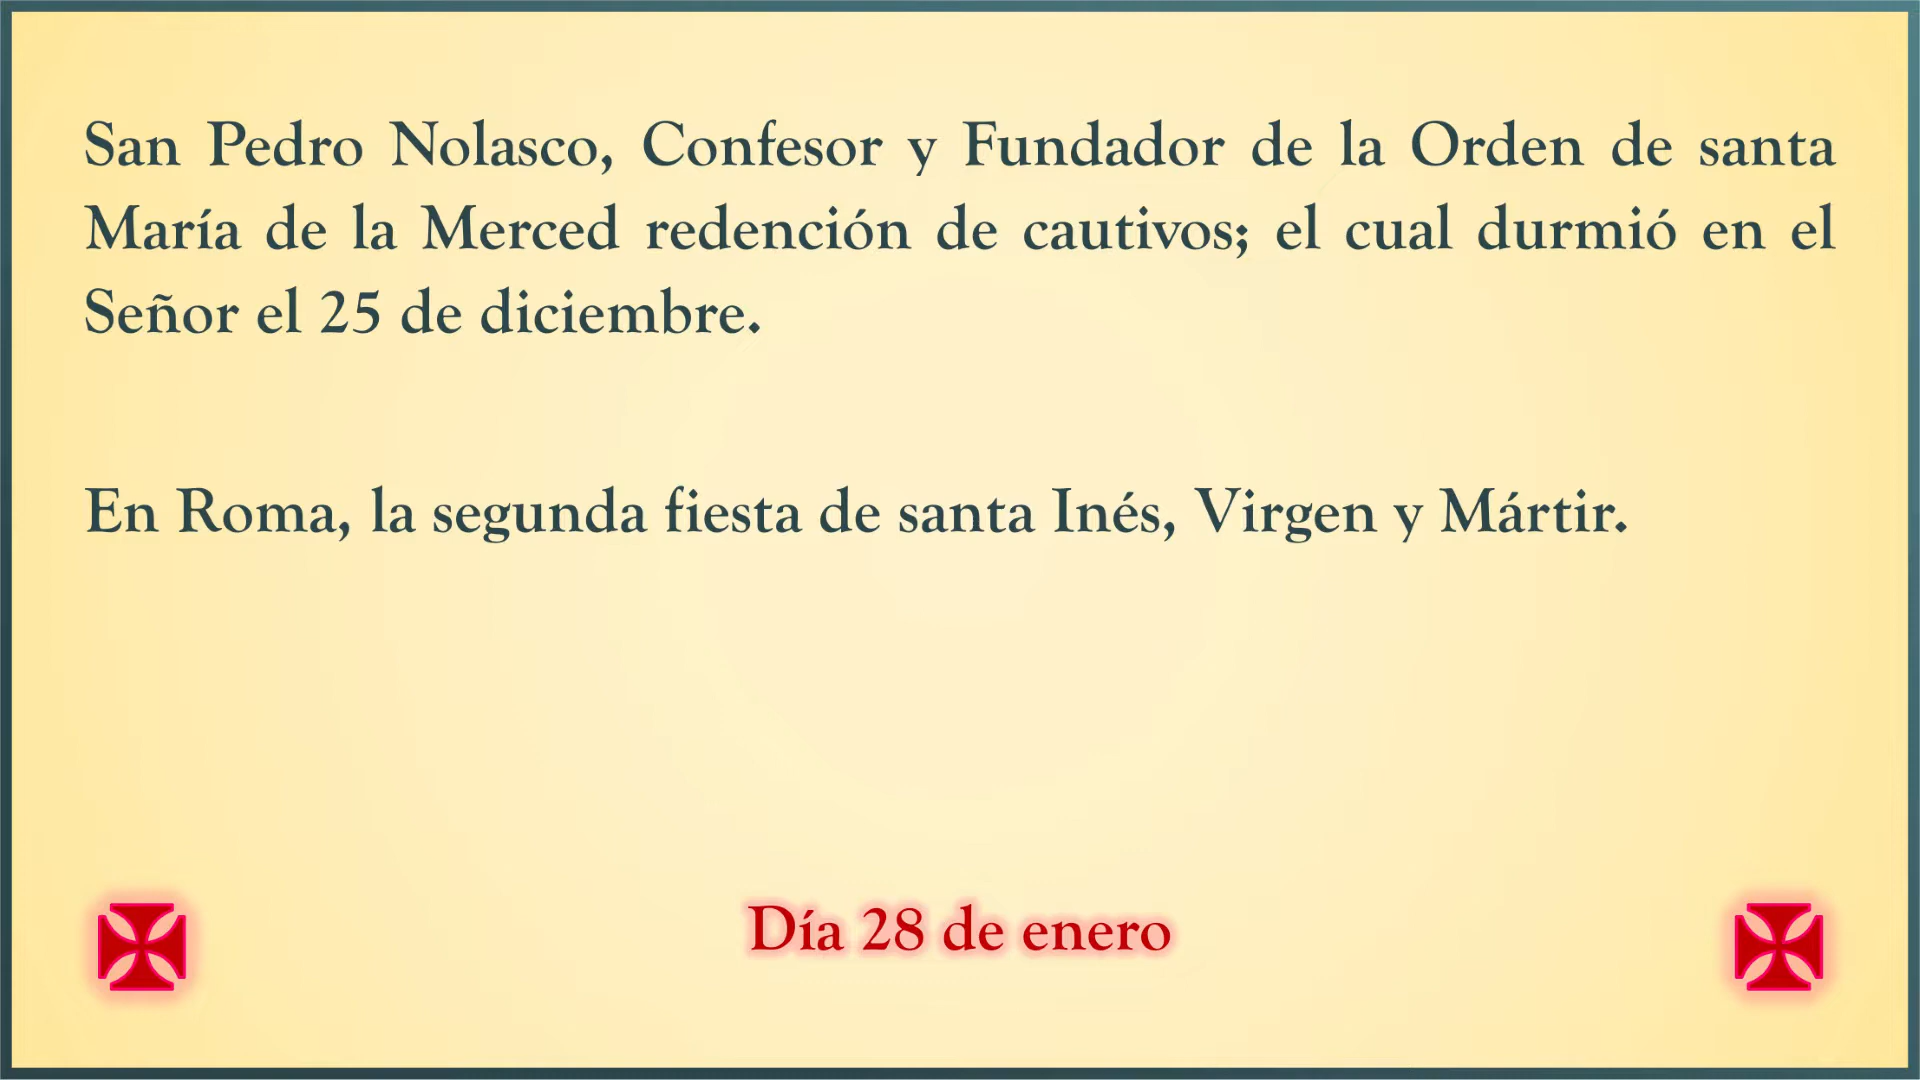 San Pedro Nolasco, Confesor y Fundador de la Orden de santa
María de la Merced redención de cautivos; el cual durmió en el
Señor el 25 de diciembre.
En Roma, la segunda fiesta de santa Inés, Virgen y Mártir.
Día 28 de enero